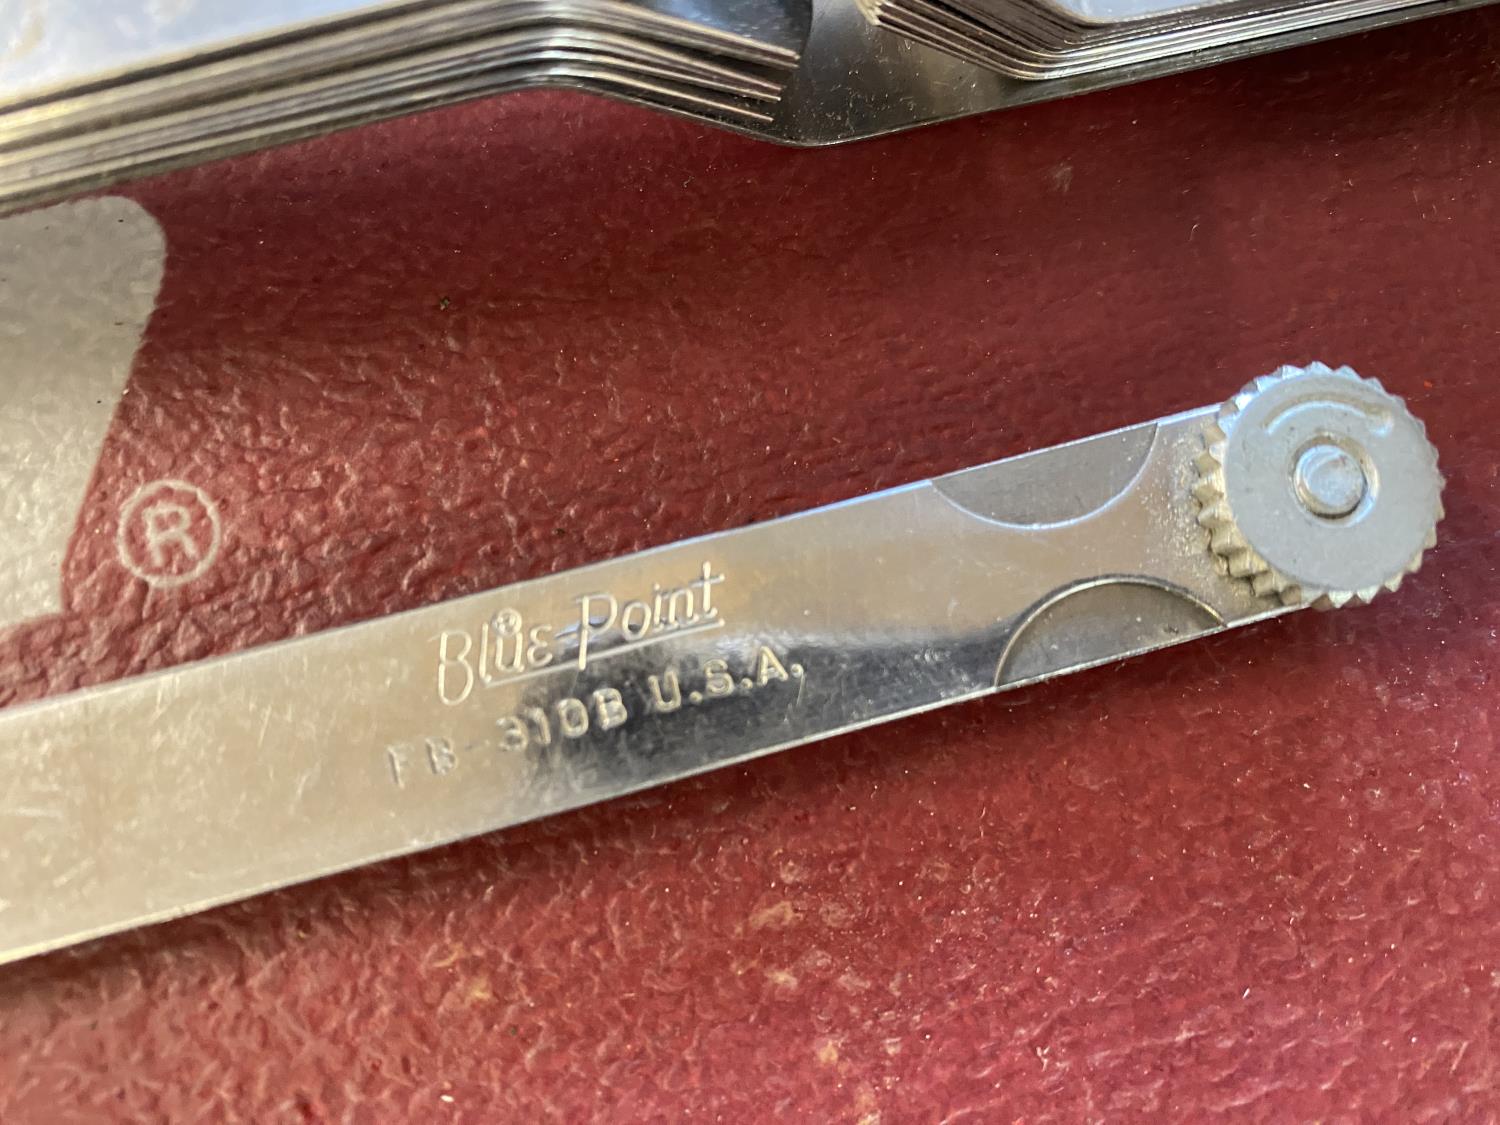 ®
Blue-Point®
FB-310B U.S.A.